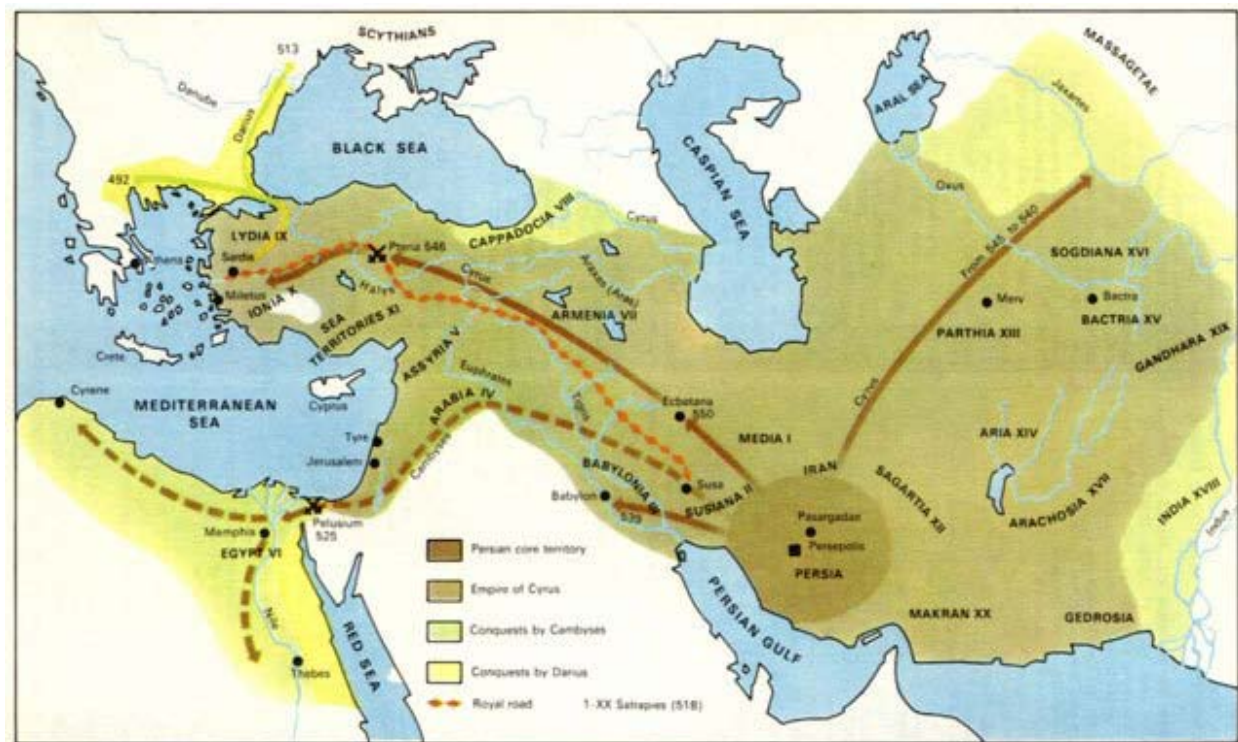 513
SCYTHIANS
MASSAGETAE
Danube
Darius
Jaxartes
ARAL SEA
BLACK SEA
CASPIAN SEA
492
Oxus
LYDIA IX
CAPPADOCIA VIII
Cyrus
From 545 to 540
SOGDIANA XVI
Athens
Sardis
Pteria 546
Cyrus
Araxes (Aras)
Miletus
IONIA X
Halys
ARMENIA VII
Merv
Bactra
SEA
TERRITORIES XI
PARTHIA XIII
BACTRIA XV
ASSYRIA V
GANDHARA XIX
Crete
Euphrates
Cyrus
Cyrene
MEDITERRANEAN
SEA
Cyprus
ARABIA IV
Tigris
Ecbatana
550
MEDIA I
ARIA XIV
Tyre
Jerusalem
Cambyses
IRAN
BABYLONIA III
Susa
SUSIANA II
SAGARTIA XII
ARACHOSIA XVII
INDIA XVIII
Babylon
539
Indus
Pelusium
525
Memphis
EGYPT VI
Pasargadan
Persepolis
PERSIA
Persian core territory
Empire of Cyrus
MAKRAN XX
GEDROSIA
Nile
RED SEA
PERSIAN GULF
Conquests by Cambyses
Thebes
Conquests by Darius
Royal road
1-XX Satrapies (518)